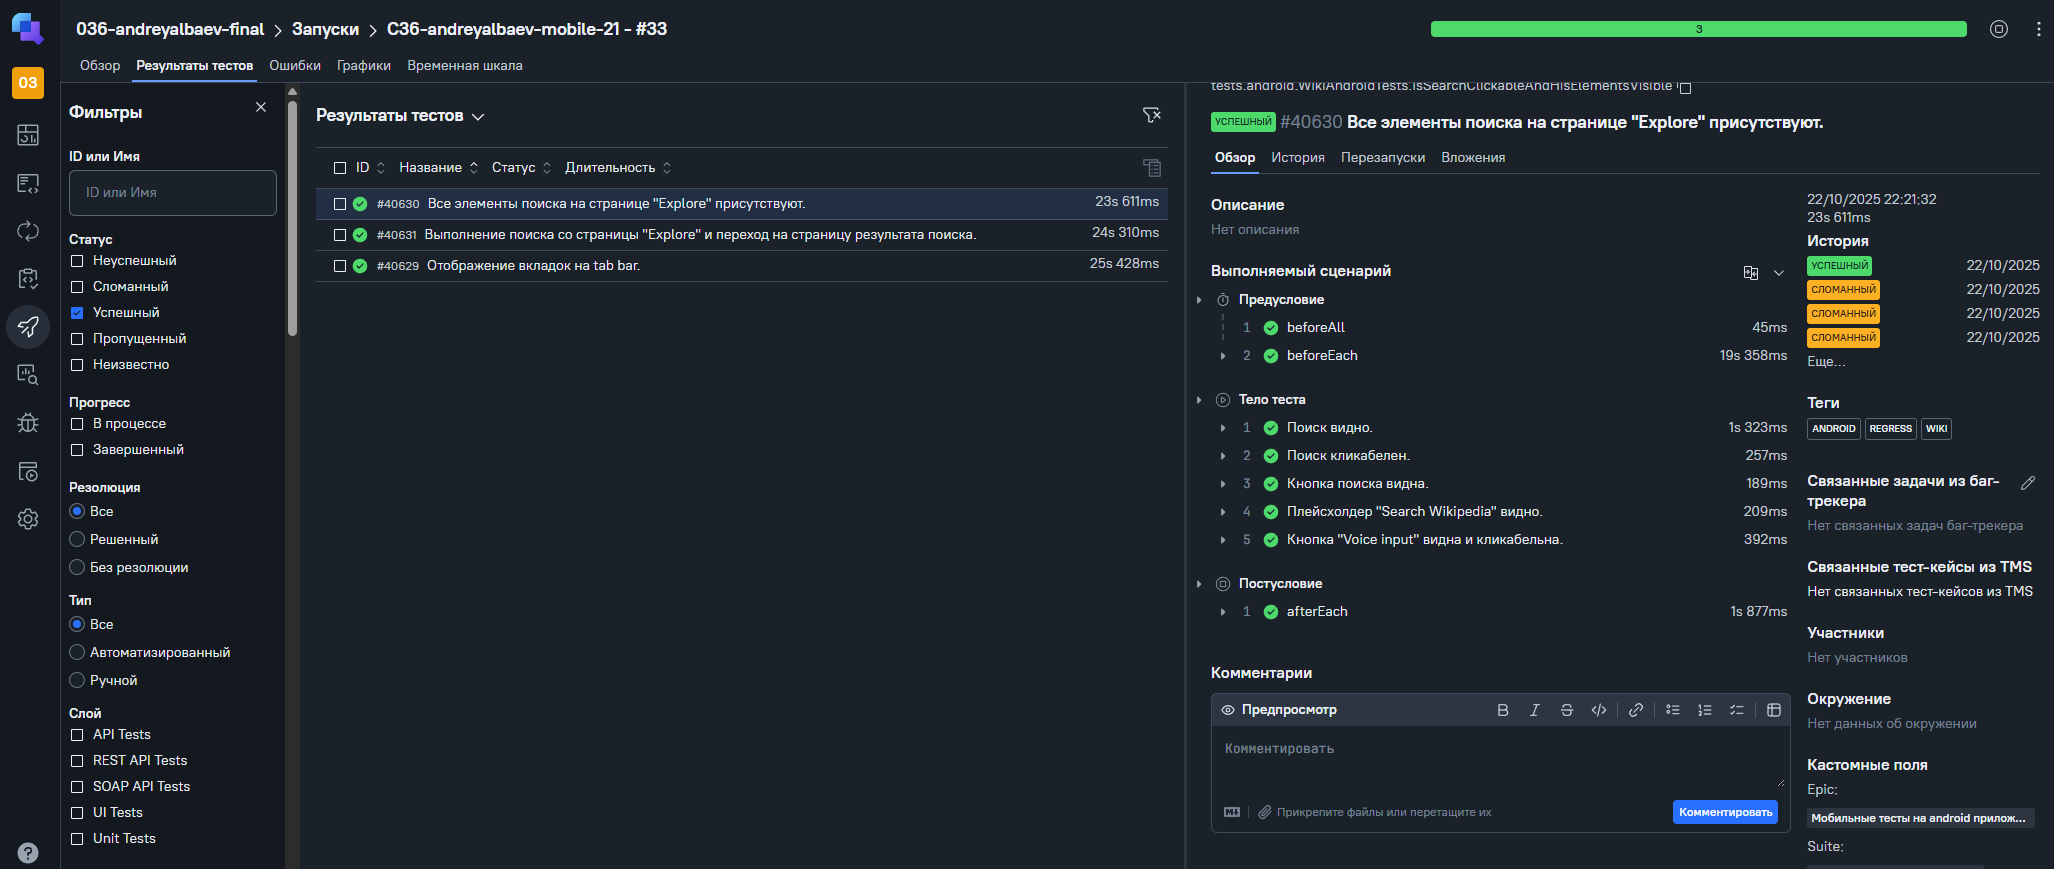 036-andreyalbaev-final > Запуски > C36-andreyalbaev-mobile-21 - #33
3
Обзор Результаты тестов Ошибки Графики Временная шкала
03
Фильтры
ID или Имя
ID или Имя
Статус
Неуспешный
Сломанный
Успешный
Пропущенный
Неизвестно
Прогресс
В процессе
Завершенный
Резолюция
Все
Решенный
Без резолюции
Тип
Все
Автоматизированный
Ручной
Слой
API Tests
REST API Tests
SOAP API Tests
UI Tests
Unit Tests
Результаты тестов
ID Название Статус Длительность
#40630 Все элементы поиска на странице "Explore" присутствуют. 23s 611ms
#40631 Выполнение поиска со страницы "Explore" и переход на страницу результата поиска. 24s 310ms
#40629 Отображение вкладок на tab bar. 25s 428ms
tests.android.WikiAndroidTests.isSearchClickableAndHisElementsVisible
УСПЕШНЫЙ #40630 Все элементы поиска на странице "Explore" присутствуют.
Обзор История Перезапуски Вложения
Описание
Нет описания
Выполняемый сценарий
Предусловие
1 beforeAll 45ms
2 beforeEach 19s 358ms
Тело теста
1 Поиск видно. 1s 323ms
2 Поиск кликабелен. 257ms
3 Кнопка поиска видна. 189ms
4 Плейсхолдер "Search Wikipedia" видно. 209ms
5 Кнопка "Voice input" видна и кликабельна. 392ms
Постусловие
1 afterEach 1s 877ms
Комментарии
Предпросмотр
Комментировать
Прикрепите файлы или перетащите их
Комментировать
22/10/2025 22:21:32
23s 611ms
История
УСПЕШНЫЙ 22/10/2025
СЛОМАННЫЙ 22/10/2025
СЛОМАННЫЙ 22/10/2025
СЛОМАННЫЙ 22/10/2025
Еще...
Теги
ANDROID REGRESS WIKI
Связанные задачи из баг-
трекера
Нет связанных задач баг-трекера
Связанные тест-кейсы из TMS
Нет связанных тест-кейсов из TMS
Участники
Нет участников
Окружение
Нет данных об окружении
Кастомные поля
Epic:
Мобильные тесты на android прилож...
Suite: